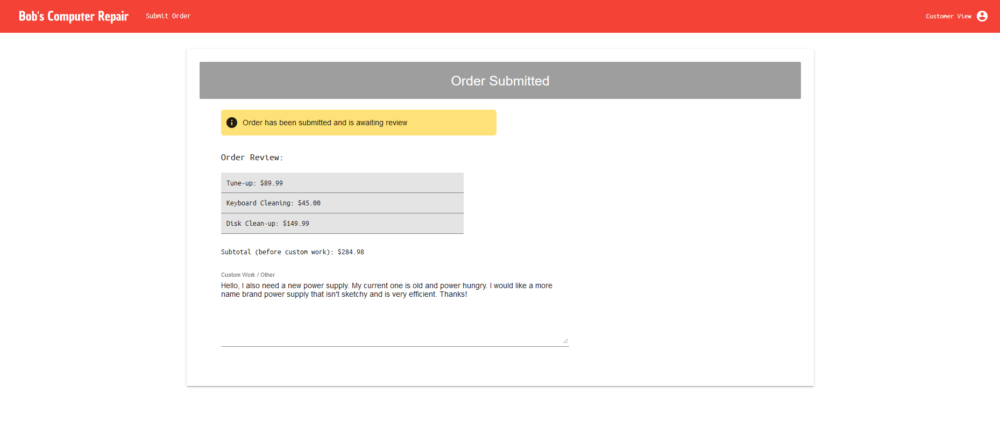 Bob's Computer Repair
Submit Order
Customer View
Order Submitted
Order has been submitted and is awaiting review
Order Review:
Tune-up: $89.99
Keyboard Cleaning: $45.00
Disk Clean-up: $149.99
Subtotal (before custom work): $284.98
Custom Work / Other
Hello, I also need a new power supply. My current one is old and power hungry. I would like a more
name brand power supply that isn't sketchy and is very efficient. Thanks!